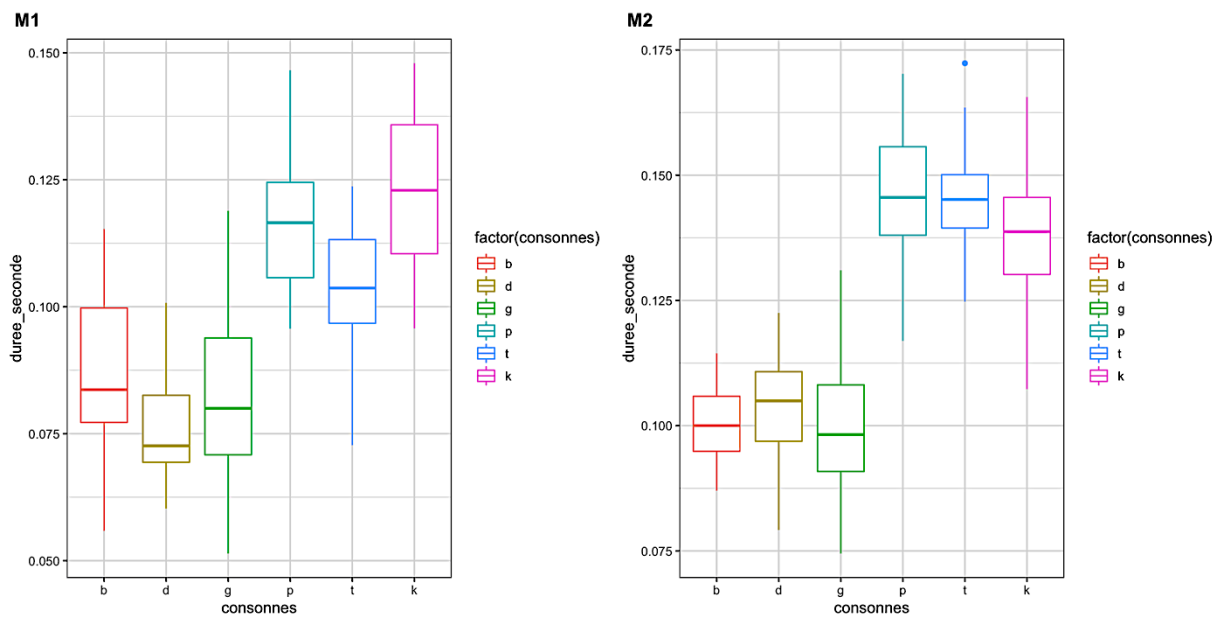 M1
duree_seconde
0.150
0.125
0.100
0.075
0.050
b d g p t k
consonnes
factor(consonnes)
b
d
g
p
t
k
M2
duree_seconde
0.175
0.150
0.125
0.100
0.075
b d g p t k
consonnes
factor(consonnes)
b
d
g
p
t
k